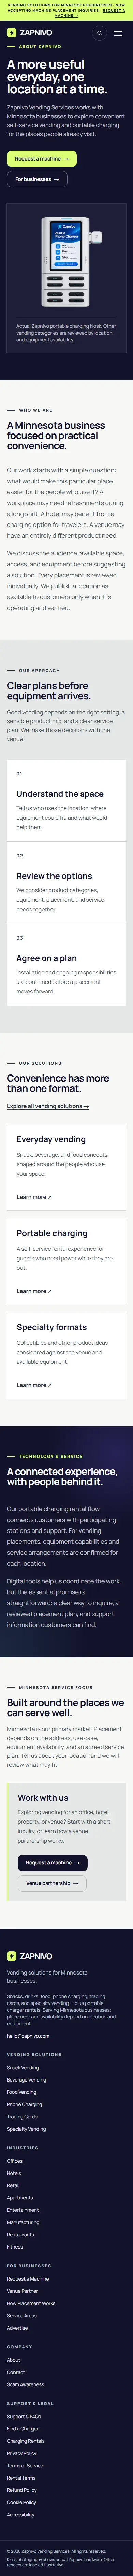 VENDING SOLUTIONS FOR MINNESOTA BUSINESSES · NOW
ACCEPTING MACHINE PLACEMENT INQUIRIES REQUEST A
MACHINE →
ZAPNIVO
ABOUT ZAPNIVO
A more useful
everyday, one
location at a time.
Zapnivo Vending Services works with
Minnesota businesses to explore convenient
self-service vending and portable charging
for the people already visit.
Request a machine →
For businesses →
Actual Zapnivo portable charging kiosk. Other
vending categories are reviewed by location
and equipment availability.
WHO WE ARE
A Minnesota business
focused on practical
convenience.
Our work starts with a simple question:
what would make this particular place
easier for the people who use it? A
workplace may need refreshments during
a long shift. A hotel may benefit from a
charging option for travelers. A venue may
have an entirely different product need.
We discuss the audience, available space,
access, and equipment before suggesting
a solution. Every placement is reviewed
individually. We publish a location as
available to customers only when it is
operating and verified.
OUR APPROACH
Clear plans before
equipment arrives.
Good vending depends on the right setting, a
sensible product mix, and a clear service
plan. We make those decisions with the
venue.
01
Understand the space
Tell us who uses the location, where
equipment could fit, and what would
help them.
02
Review the options
We consider product categories,
equipment, placement, and service
needs together.
03
Agree on a plan
Installation and ongoing responsibilities
are confirmed before a placement
moves forward.
OUR SOLUTIONS
Convenience has more
than one format.
Explore all vending solutions →
Everyday vending
Snack, beverage, and food concepts
shaped around the people who use
your space.
Learn more ↗
Portable charging
A self-service rental experience for
guests who need power while they are
out.
Learn more ↗
Specialty formats
Collectibles and other product ideas
considered against the venue and
available equipment.
Learn more ↗
TECHNOLOGY & SERVICE
A connected experience,
with people behind it.
Our portable charging rental flow
connects customers with participating
stations and support. For vending
placements, equipment capabilities and
service arrangements are confirmed for
each location.
Digital tools help us coordinate the work,
but the essential promise is
straightforward: a clear way to inquire, a
reviewed placement plan, and support
information customers can find.
MINNESOTA SERVICE FOCUS
Built around the places we
can serve well.
Minnesota is our primary market. Placement
depends on the address, use case,
equipment availability, and an agreed service
plan. Tell us about your location and we will
review what may fit.
Work with us
Exploring vending for an office, hotel,
property, or venue? Start with a short
inquiry, or learn how a venue
partnership works.
Request a machine →
Venue partnership →
ZAPNIVO
Vending solutions for Minnesota
businesses.
Snacks, drinks, food, phone charging, trading
cards, and specialty vending — plus portable
charger rentals. Serving Minnesota businesses;
placement and availability depend on location and
equipment.
hello@zapnivo.com
VENDING SOLUTIONS
Snack Vending
Beverage Vending
Food Vending
Phone Charging
Trading Cards
Specialty Vending
INDUSTRIES
Offices
Hotels
Retail
Apartments
Entertainment
Manufacturing
Restaurants
Fitness
FOR BUSINESSES
Request a Machine
Venue Partner
How Placement Works
Service Areas
Advertise
COMPANY
About
Contact
Scam Awareness
SUPPORT & LEGAL
Support & FAQs
Find a Charger
Charging Rentals
Privacy Policy
Terms of Service
Rental Terms
Refund Policy
Cookie Policy
Accessibility
© 2026 Zapnivo Vending Services. All rights reserved.
Kiosk photography shows actual Zapnivo hardware. Other
vending renders are labeled illustrative.